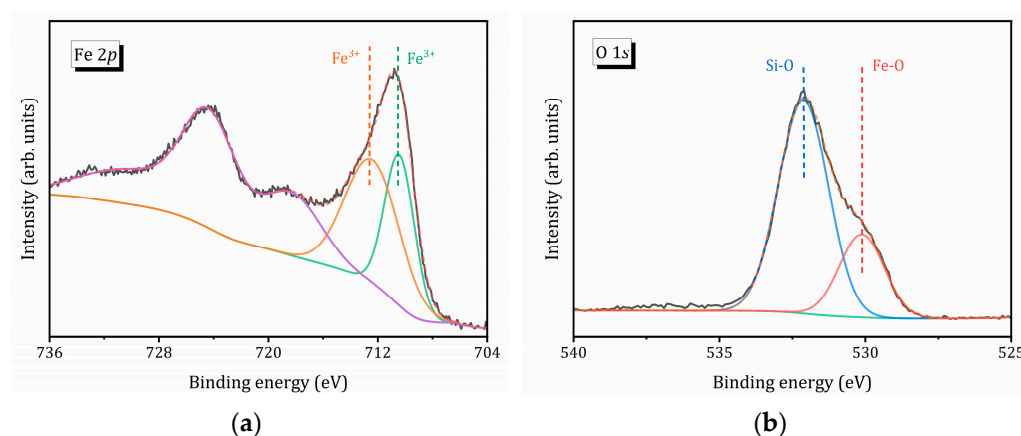 Fe 2p
Fe³⁺
Fe³⁺
Intensity (arb. units)
736
728
720
712
704
Binding energy (eV)
(a)
O 1s
Si-O
Fe-O
Intensity (arb. units)
540
535
530
525
Binding energy (eV)
(b)